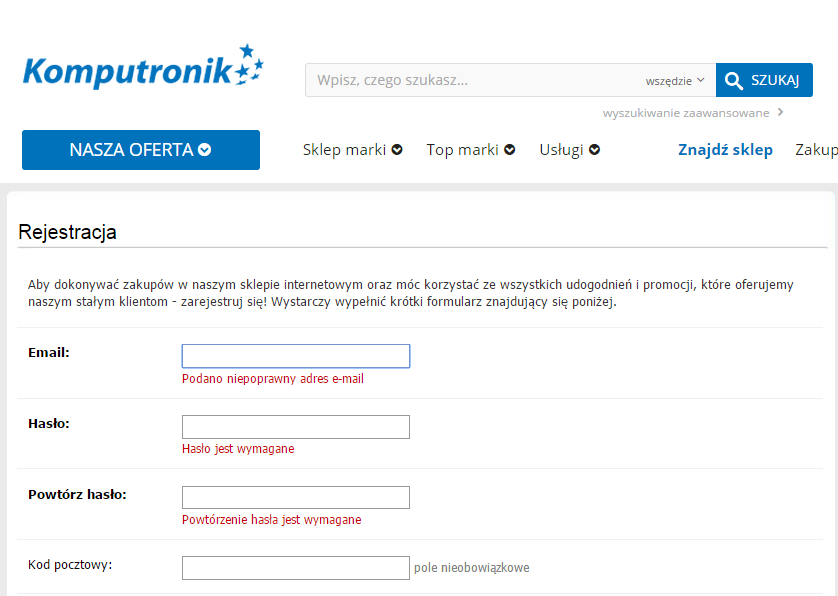 Komputronik
Wpisz, czego szukasz...
wszędzie
SZUKAJ
wyszukiwanie zaawansowane
NASZA OFERTA
Sklep marki
Top marki
Usługi
Znajdź sklep
Zakup
Rejestracja
Aby dokonywać zakupów w naszym sklepie internetowym oraz móc korzystać ze wszystkich udogodnień i promocji, które oferujemy
naszym stałym klientom - zarejestruj się! Wystarczy wypełnić krótki formularz znajdujący się poniżej.
Email:
Podano niepoprawny adres e-mail
Hasło:
Hasło jest wymagane
Powtórz hasło:
Powtórzenie hasła jest wymagane
Kod pocztowy:
pole nieobowiązkowe